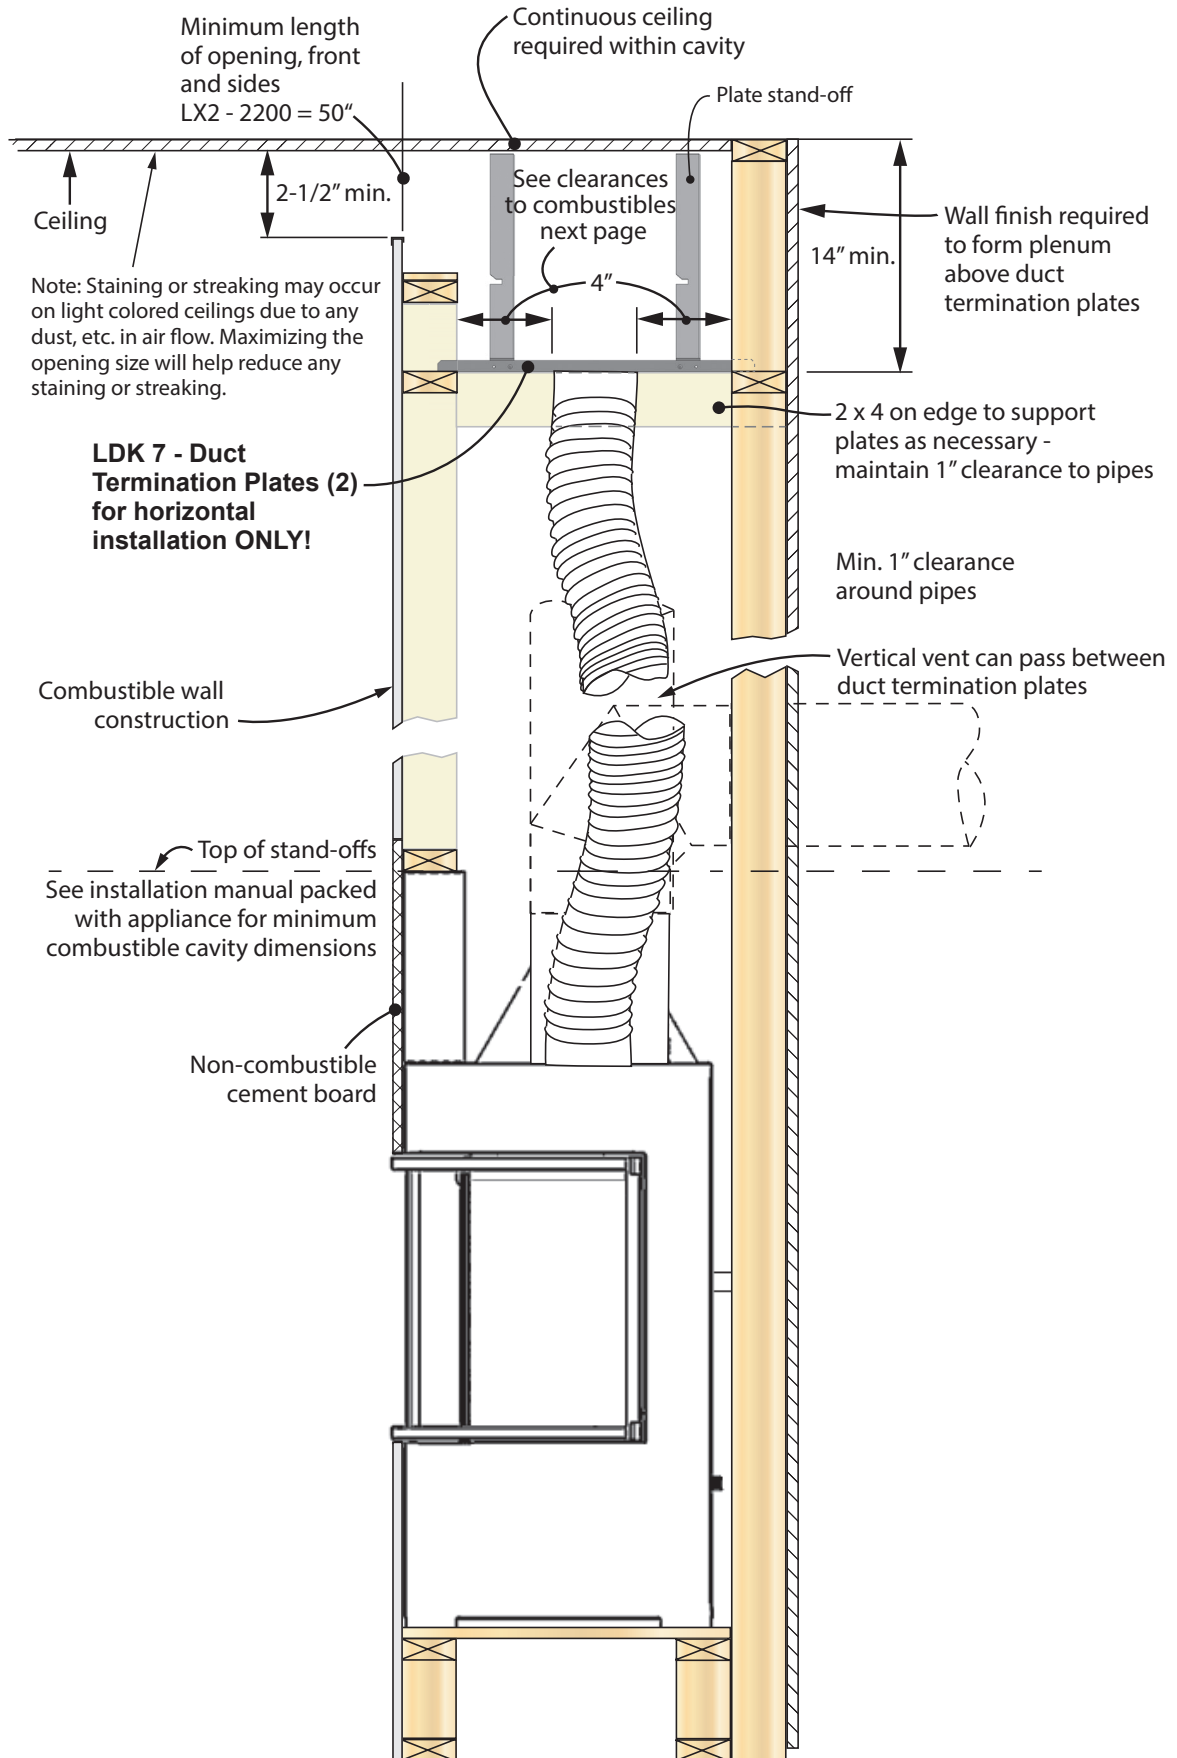 Minimum length
of opening, front
and sides
LX2 - 2200 = 50“
Continuous ceiling
required within cavity
Plate stand-off
See clearances
to combustibles
next page
2-1/2” min.
Ceiling
4”
14” min.
Wall finish required
to form plenum
above duct
termination plates
Note: Staining or streaking may occur
on light colored ceilings due to any
dust, etc. in air flow. Maximizing the
opening size will help reduce any
staining or streaking.
LDK 7 - Duct
Termination Plates (2)
for horizontal
installation ONLY!
2 x 4 on edge to support
plates as necessary -
maintain 1” clearance to pipes
Min. 1” clearance
around pipes
Vertical vent can pass between
duct termination plates
Combustible wall
construction
Top of stand-offs
See installation manual packed
with appliance for minimum
combustible cavity dimensions
Non-combustible
cement board